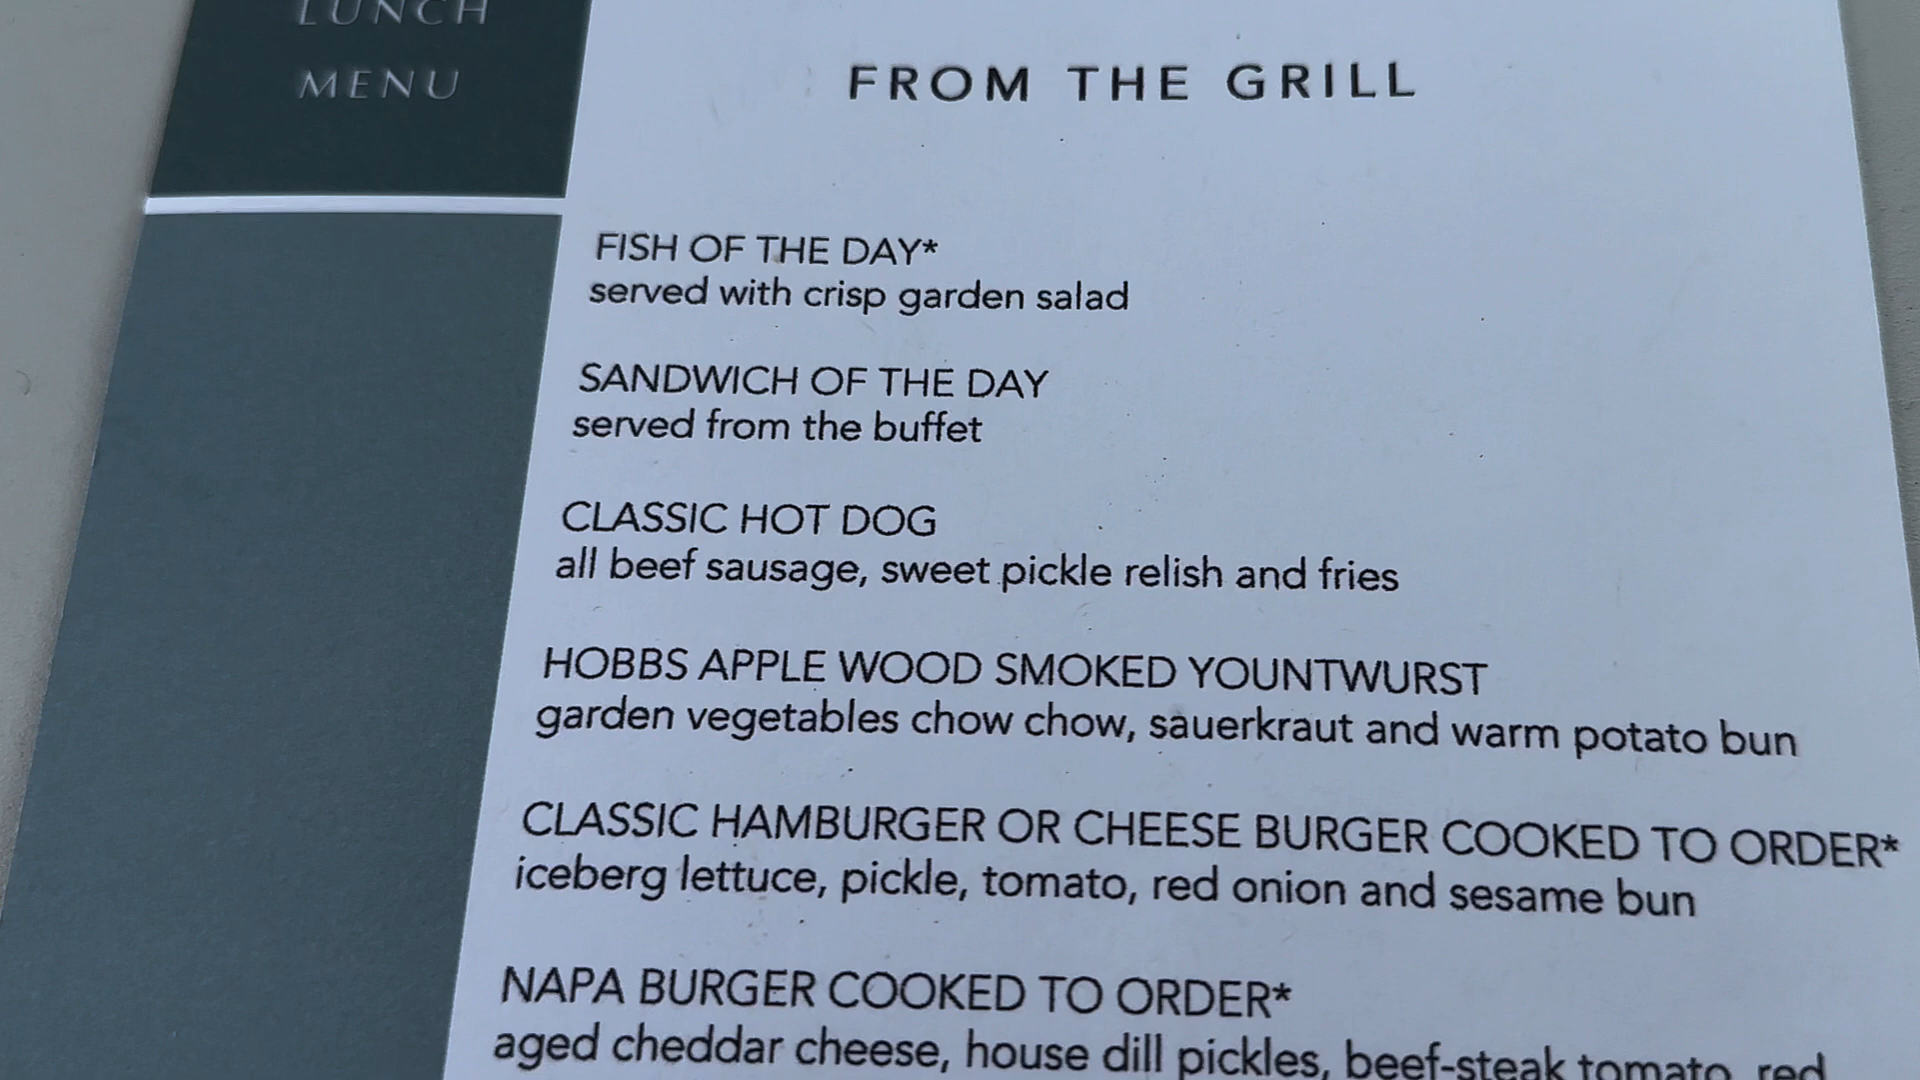 LUNCH
MENU
FROM THE GRILL
FISH OF THE DAY*
served with crisp garden salad
SANDWICH OF THE DAY
served from the buffet
CLASSIC HOT DOG
all beef sausage, sweet pickle relish and fries
HOBBS APPLE WOOD SMOKED YOUNTWURST
garden vegetables chow chow, sauerkraut and warm potato bun
CLASSIC HAMBURGER OR CHEESE BURGER COOKED TO ORDER*
iceberg lettuce, pickle, tomato, red onion and sesame bun
NAPA BURGER COOKED TO ORDER*
aged cheddar cheese, house dill pickles, beef-steak tomato, red